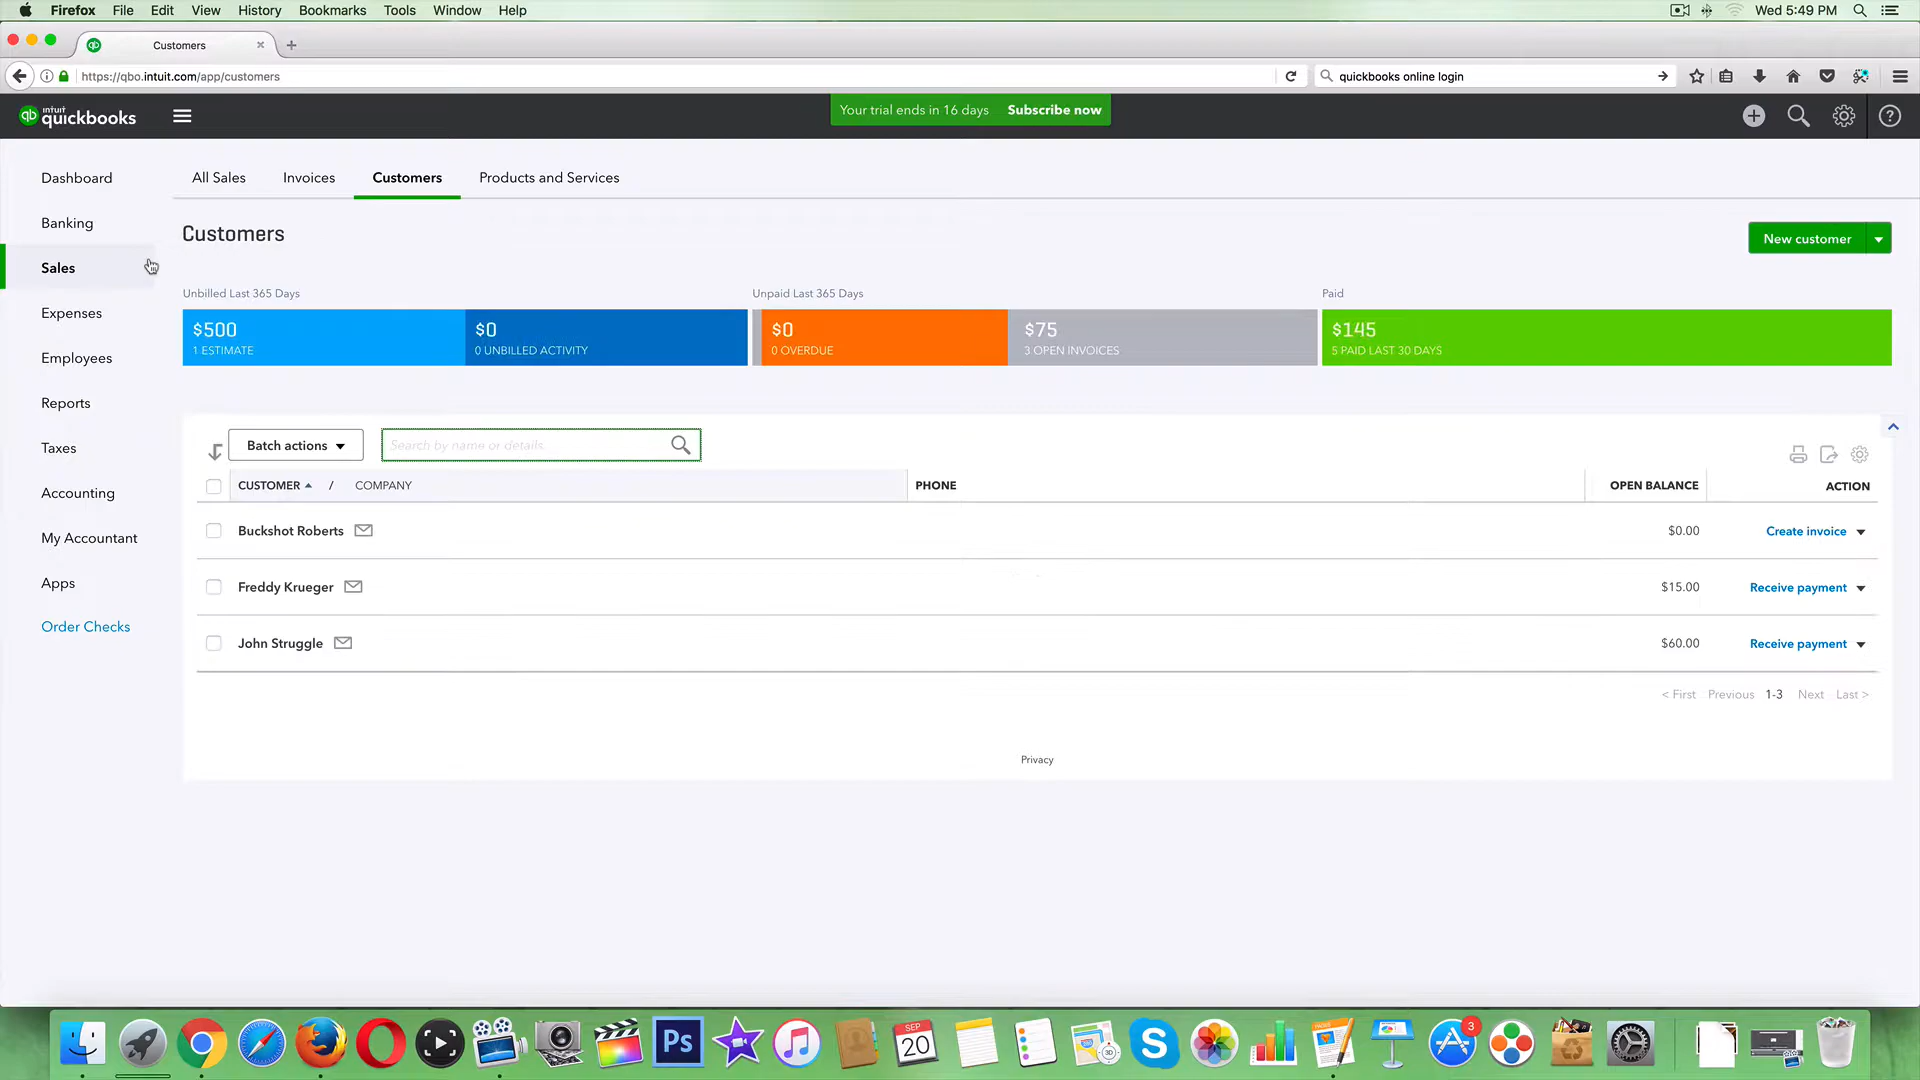 Firefox File Edit View History Bookmarks Tools Window Help Wed 5:49 PM
Customers
https://qbo.intuit.com/app/customers
quickbooks online login
intuit
quickbooks
Your trial ends in 16 days Subscribe now
Dashboard
Banking
Sales
Expenses
Employees
Reports
Taxes
Accounting
My Accountant
Apps
Order Checks
All Sales Invoices Customers Products and Services
Customers
New customer
Unbilled Last 365 Days Unpaid Last 365 Days Paid
$500 $0 $0 $75 $145
1 ESTIMATE 0 UNBILLED ACTIVITY 0 OVERDUE 3 OPEN INVOICES 5 PAID LAST 30 DAYS
Batch actions Search by name or details.
CUSTOMER / COMPANY PHONE OPEN BALANCE ACTION
Buckshot Roberts $0.00 Create invoice
Freddy Krueger $15.00 Receive payment
John Struggle $60.00 Receive payment
< First Previous 1-3 Next Last >
Privacy
Ps
SEP
20
3D
PAGES
3